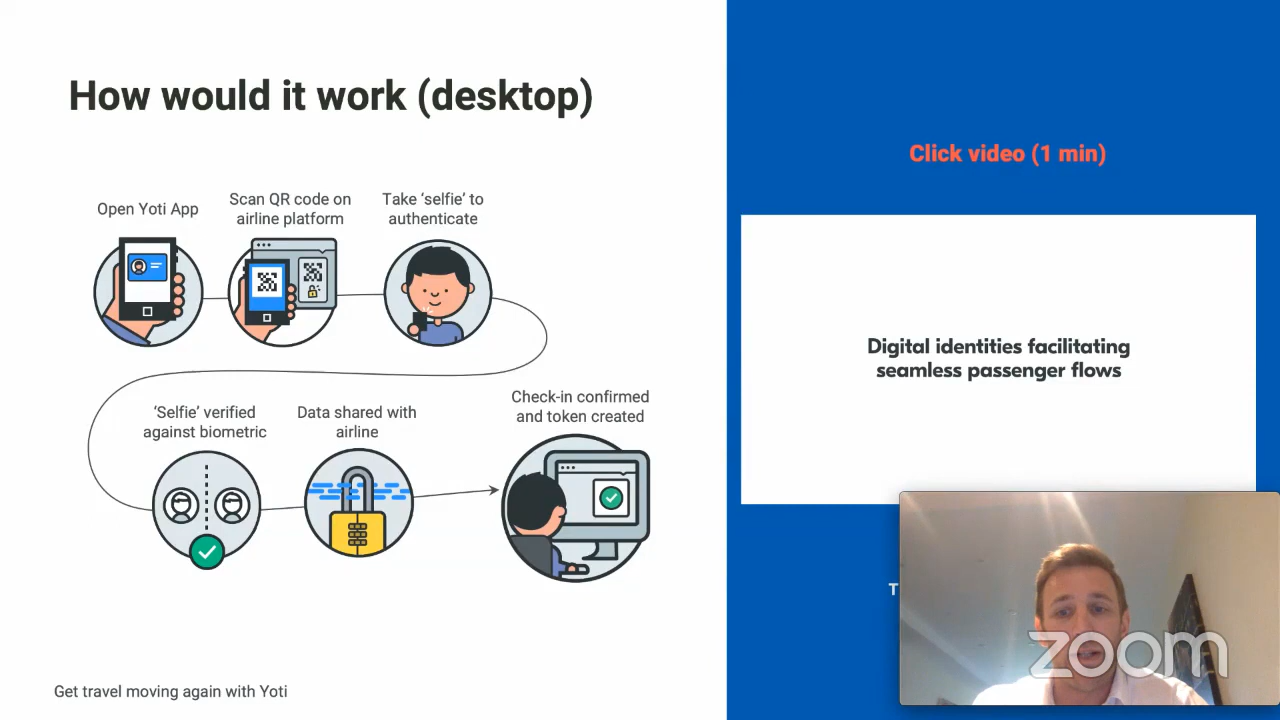 How would it work (desktop)
Open Yoti App
Scan QR code on
airline platform
Take ‘selfie’ to
authenticate
‘Selfie’ verified
against biometric
Data shared with
airline
Check-in confirmed
and token created
Get travel moving again with Yoti
Click video (1 min)
Digital identities facilitating
seamless passenger flows
T
zoom